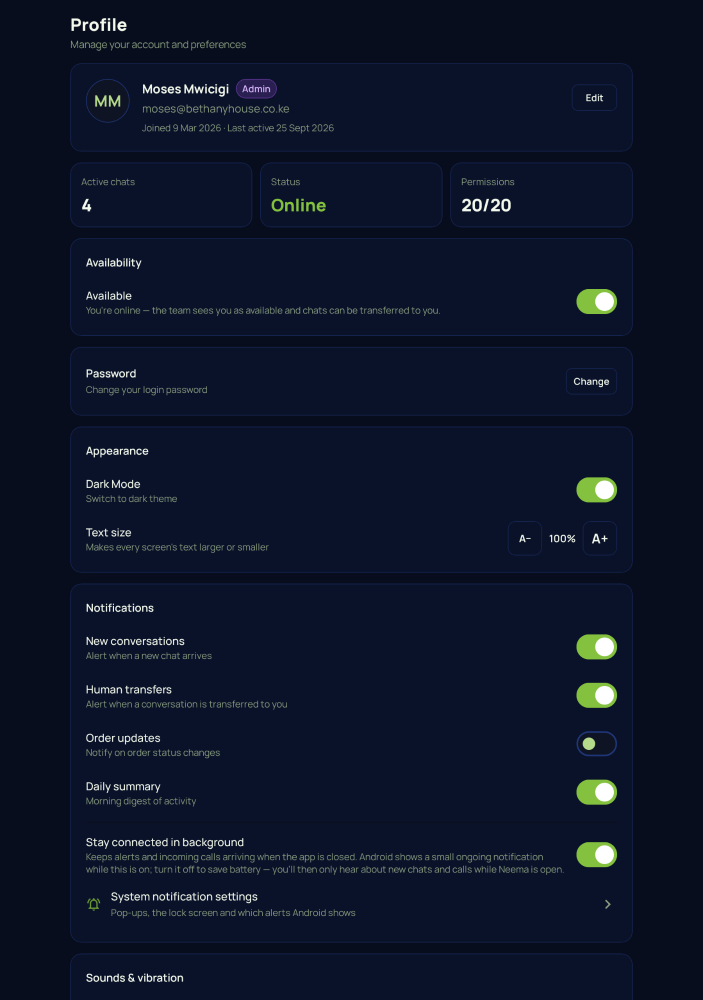 Profile
Manage your account and preferences
MM
Moses Mwicigi
Admin
moses@bethanyhouse.co.ke
Joined 9 Mar 2026 · Last active 25 Sept 2026
Edit
Active chats
4
Status
Online
Permissions
20/20
Availability
Available
You're online — the team sees you as available and chats can be transferred to you.
Password
Change your login password
Change
Appearance
Dark Mode
Switch to dark theme
Text size
Makes every screen's text larger or smaller
A−
100%
A+
Notifications
New conversations
Alert when a new chat arrives
Human transfers
Alert when a conversation is transferred to you
Order updates
Notify on order status changes
Daily summary
Morning digest of activity
Stay connected in background
Keeps alerts and incoming calls arriving when the app is closed. Android shows a small ongoing notification
while this is on; turn it off to save battery — you'll then only hear about new chats and calls while Neema is open.
System notification settings
Pop-ups, the lock screen and which alerts Android shows
Sounds & vibration